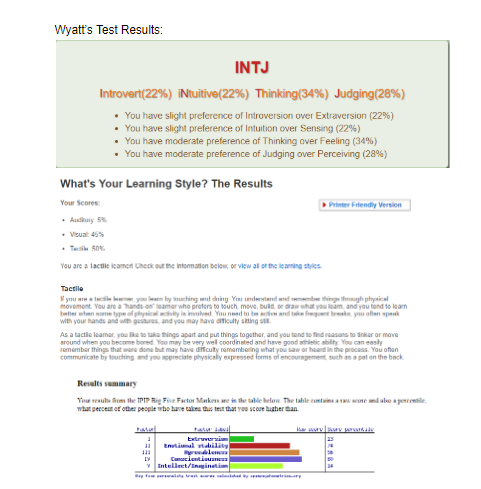 Wyatt's Test Results:
INTJ
Introvert(22%) iNtuitive(22%) Thinking(34%) Judging(28%)
• You have slight preference of Introversion over Extraversion (22%)
• You have slight preference of Intuition over Sensing (22%)
• You have moderate preference of Thinking over Feeling (34%)
• You have moderate preference of Judging over Perceiving (28%)
What's Your Learning Style? The Results
Your Scores:
Printer Friendly Version
• Auditory: 5%
• Visual: 45%
• Tactile: 50%
You are a Tactile learner! Check out the information below, or view all of the learning styles.
Tactile
If you are a tactile learner, you learn by touching and doing. You understand and remember things through physical
movement. You are a "hands-on" learner who prefers to touch, move, build, or draw what you learn, and you tend to learn
better when some type of physical activity is involved. You need to be active and take frequent breaks, you often speak
with your hands and with gestures, and you may have difficulty sitting still.
As a tactile learner, you like to take things apart and put things together, and you tend to find reasons to tinker or move
around when you become bored. You may be very well coordinated and have good athletic ability. You can easily
remember things that were done but may have difficulty remembering what you saw or heard in the process. You often
communicate by touching, and you appreciate physically expressed forms of encouragement, such as a pat on the back.
Results summary
Your results from the IPIP Big Five Factor Markers are in the table below. The table contains a raw score and also a percentile,
what percent of other people who have taken this test that you score higher than.
Factor Factor label Raw score Score percentile
I Extroversion
II Emotional stability
III Agreeableness
IV Conscientiousness
V Intellect/Imagination
Big five personality trait scores calculated by openpsychometrics.org